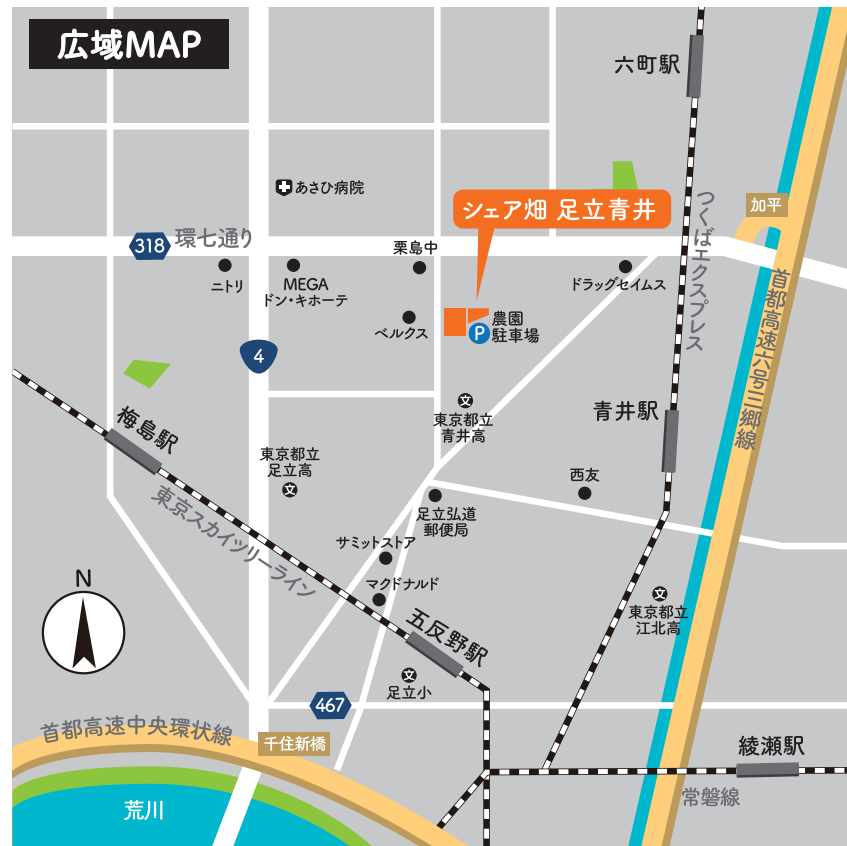 広域MAP
六町駅
あさひ病院
つくばエクスプレス
シェア畑 足立青井
加平
318
環七通り
栗島中
ニトリ
MEGA
ドン・キホーテ
ドラッグセイムス
首都高速六号三郷線
ベルクス
農園
駐車場
P
4
梅島駅
東京都立
青井高
青井駅
東京都立
足立高
西友
東京スカイツリーライン
足立弘道
郵便局
サミットストア
マクドナルド
N
東京都立
江北高
五反野駅
足立小
467
首都高速中央環状線
千住新橋
綾瀬駅
常磐線
荒川
文
文
文
文